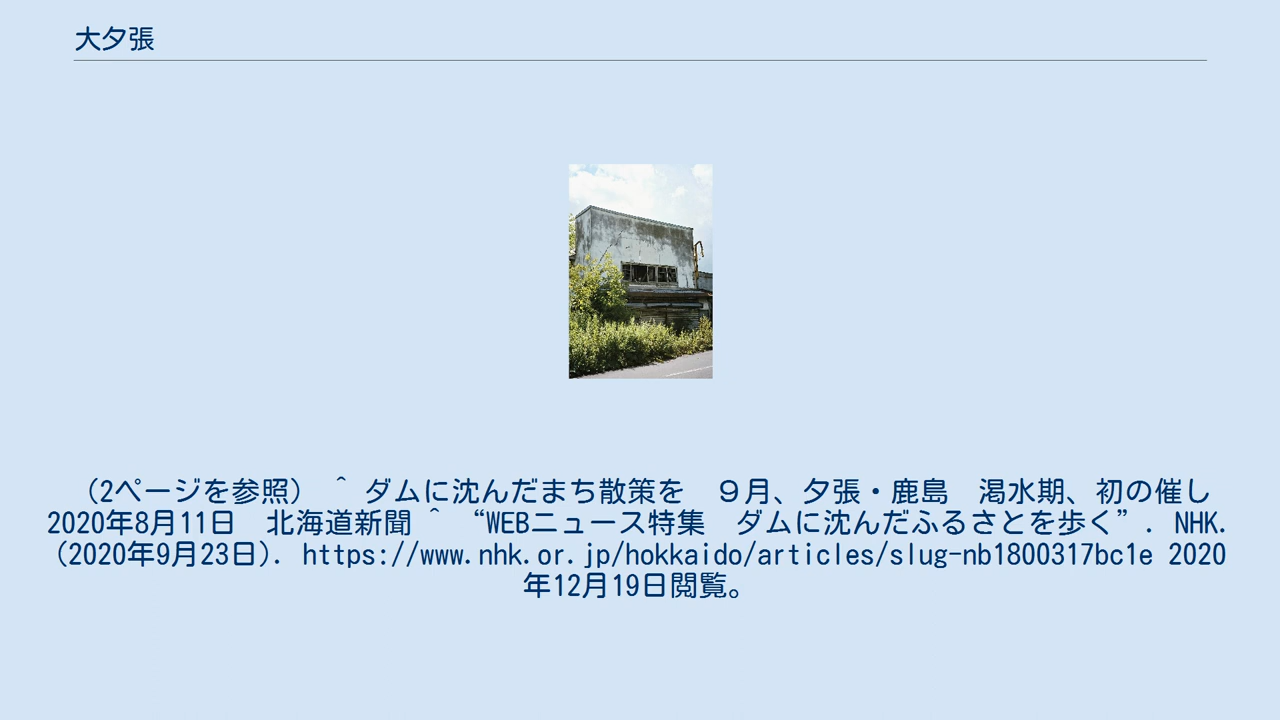 大夕張
（2ページを参照） ^ ダムに沈んだまち散策を　９月、夕張・鹿島　渇水期、初の催し
2020年8月11日　北海道新聞 ^ “WEBニュース特集　ダムに沈んだふるさとを歩く”. NHK.
(2020年9月23日). https://www.nhk.or.jp/hokkaido/articles/slug-nb1800317bc1e 2020
年12月19日閲覧。